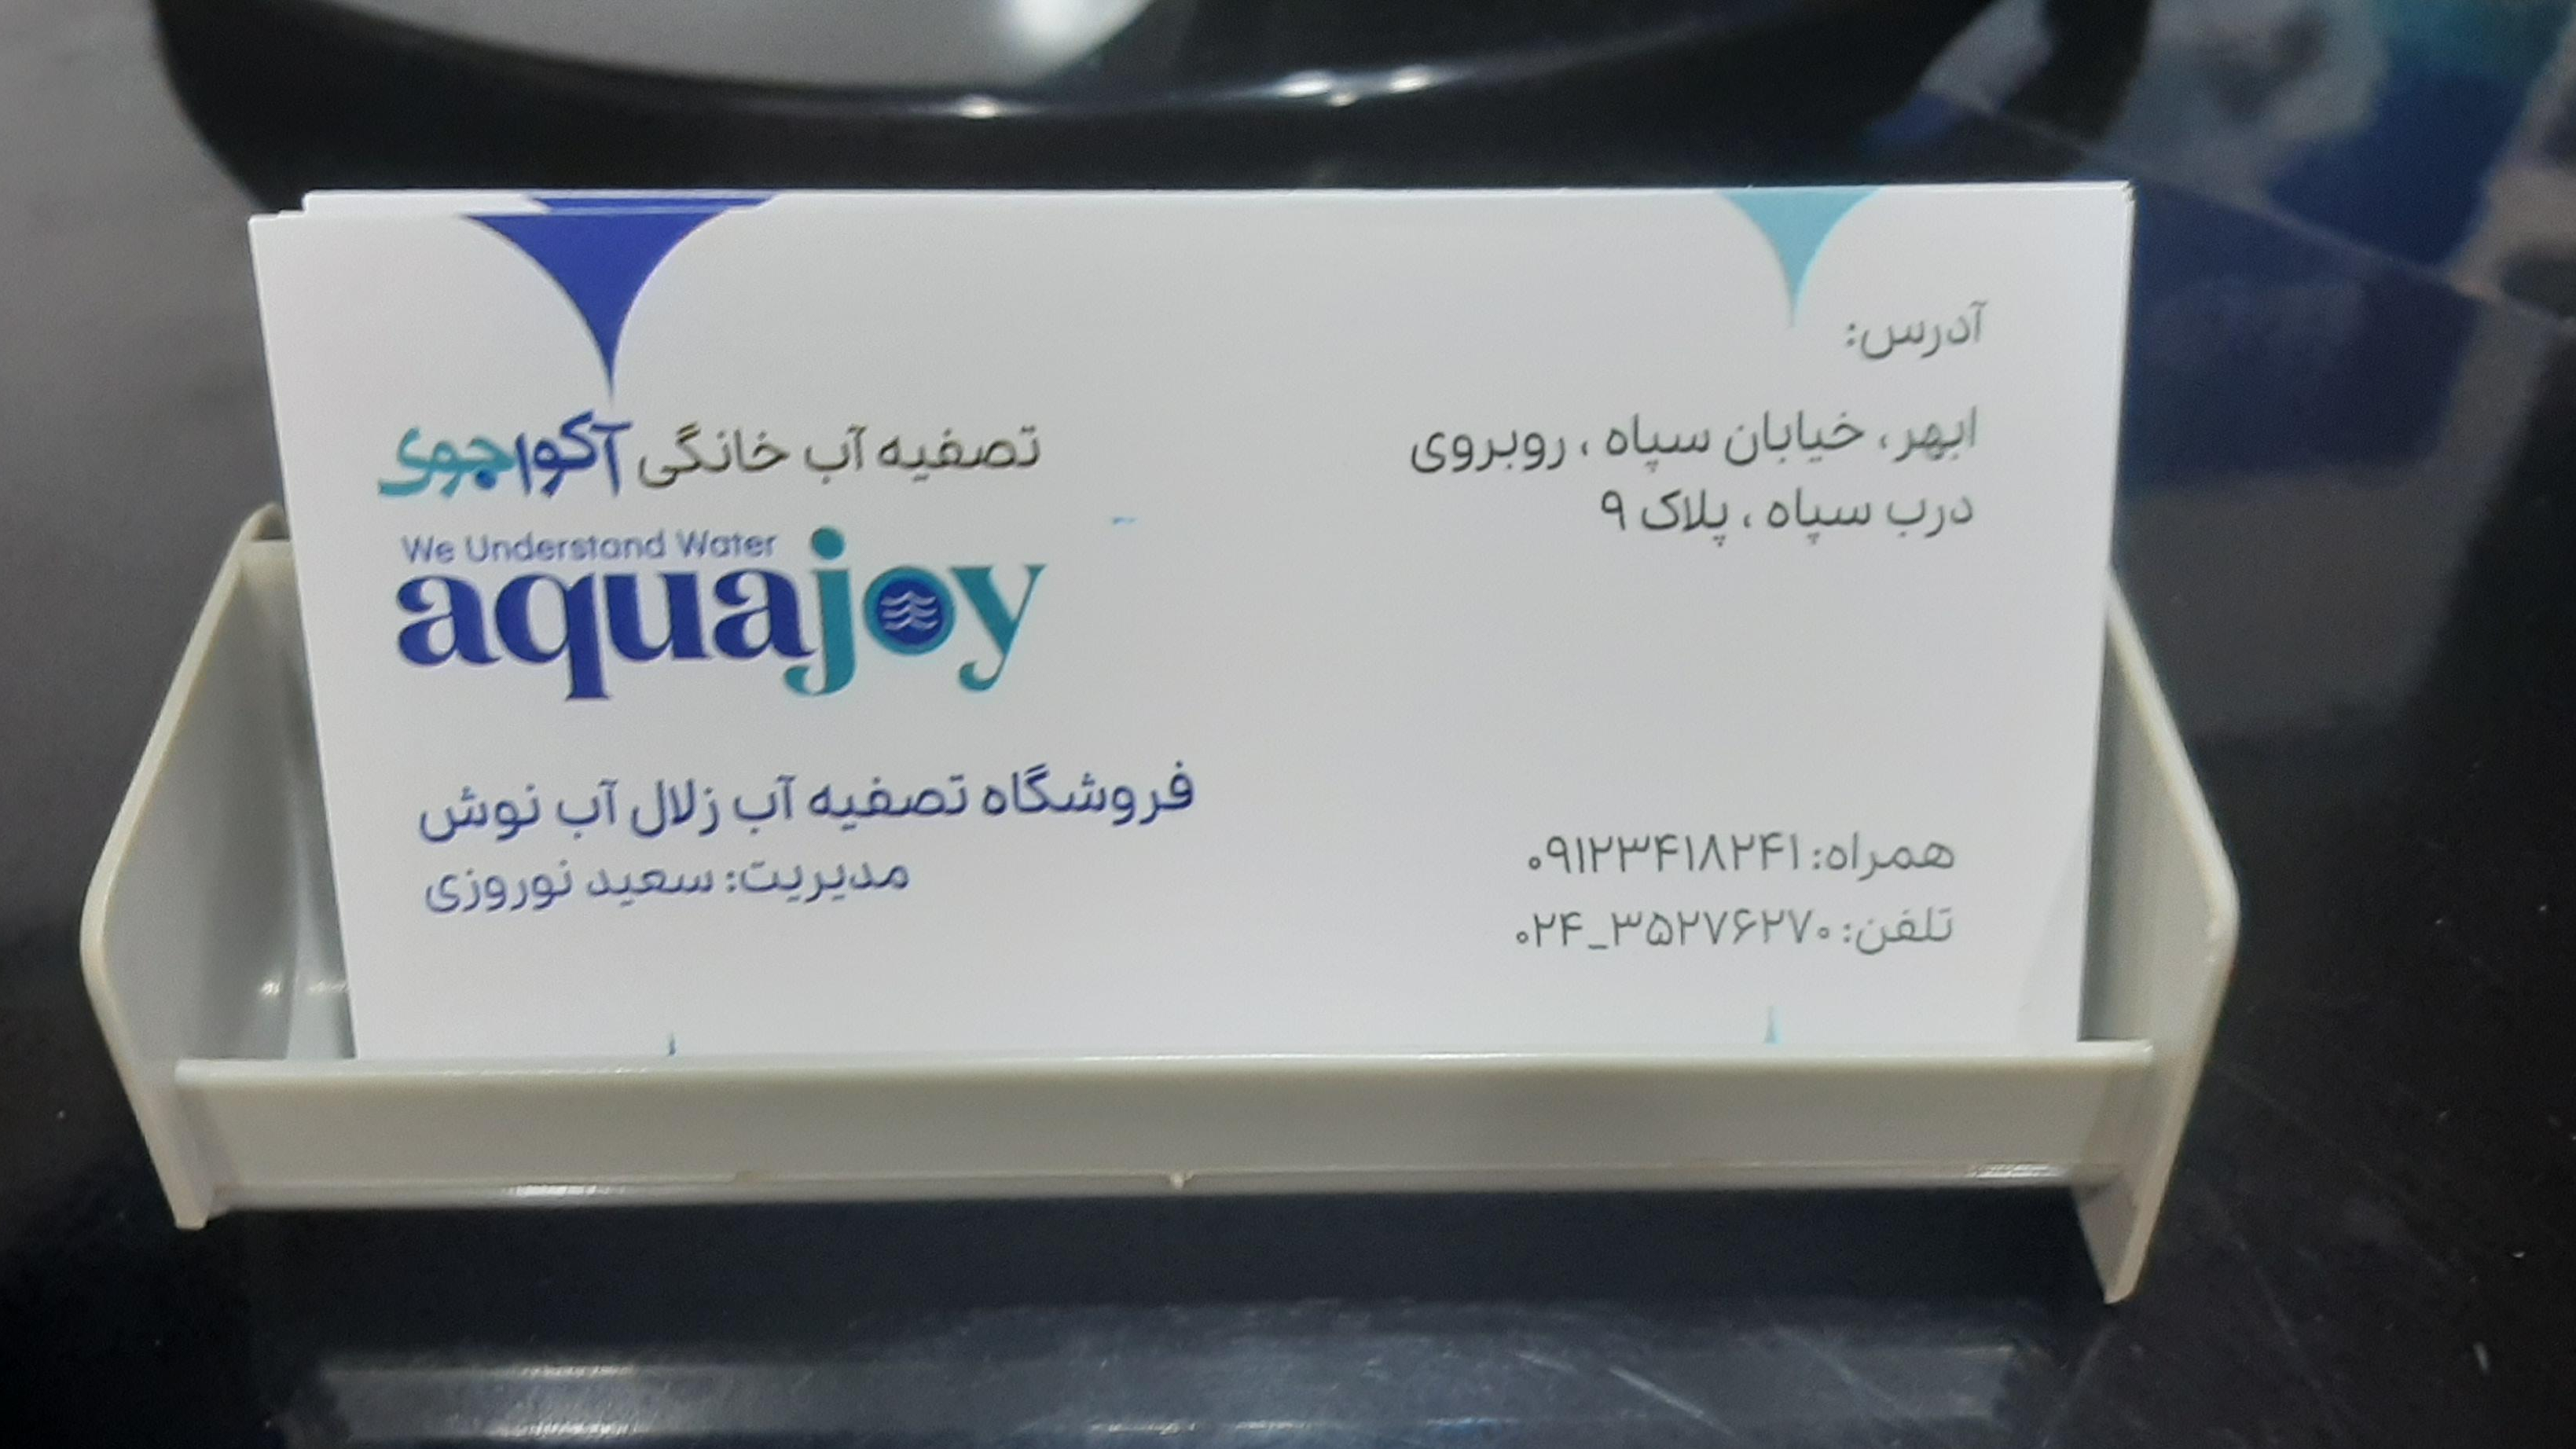 تصفیه آب خانگی آکواجوی
We Understand Water
aquajoy
فروشگاه تصفیه آب زلال آب نوش
مدیریت: سعید نوروزی
آدرس:
ابهر، خیابان سپاه، روبروی
درب سپاه، پلاک ۹
همراه: ۰۹۱۲۳۴۱۸۲۴۱
تلفن: ۰۲۴_۳۵۲۷۶۲۷۰